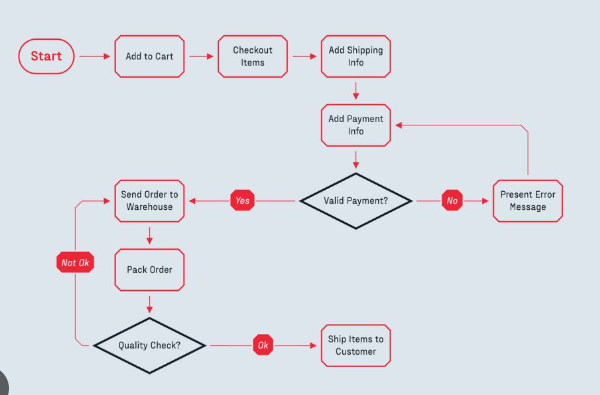 Start
Add to Cart
Checkout
Items
Add Shipping
Info
Add Payment
Info
Valid Payment?
No
Present Error
Message
Yes
Send Order to
Warehouse
Pack Order
Not Ok
Quality Check?
Ok
Ship Items to
Customer